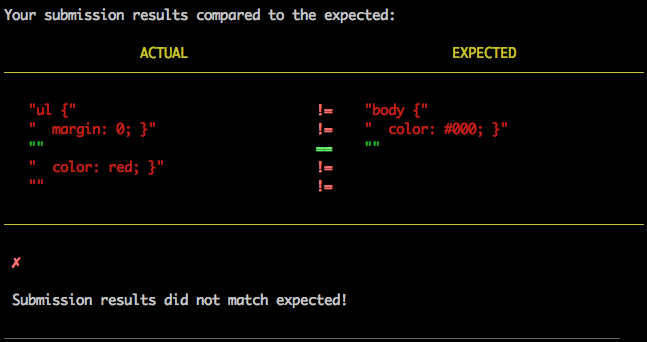 Your submission results compared to the expected:
ACTUAL EXPECTED
"ul {" != "body {"
"  margin: 0; }" != "  color: #000; }"
"" == ""
"  color: red; }" !=
"" !=
✗
Submission results did not match expected!